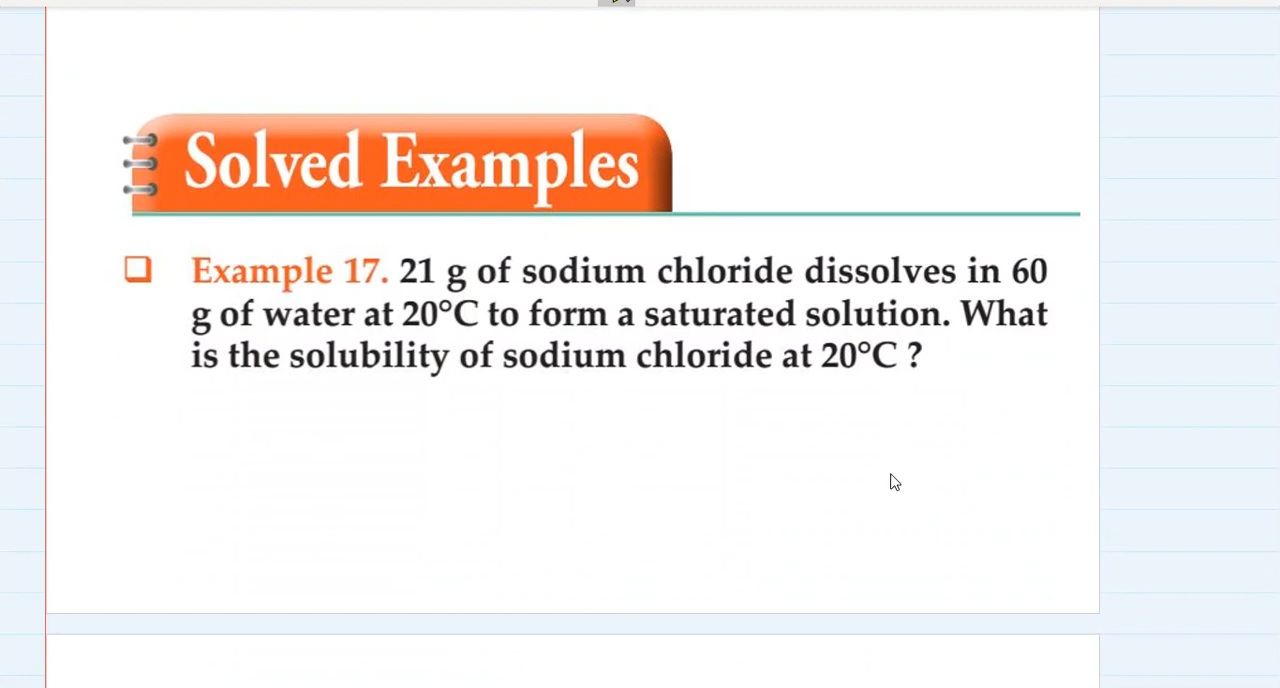 Solved Examples
❑ Example 17. 21 g of sodium chloride dissolves in 60
g of water at 20°C to form a saturated solution. What
is the solubility of sodium chloride at 20°C ?